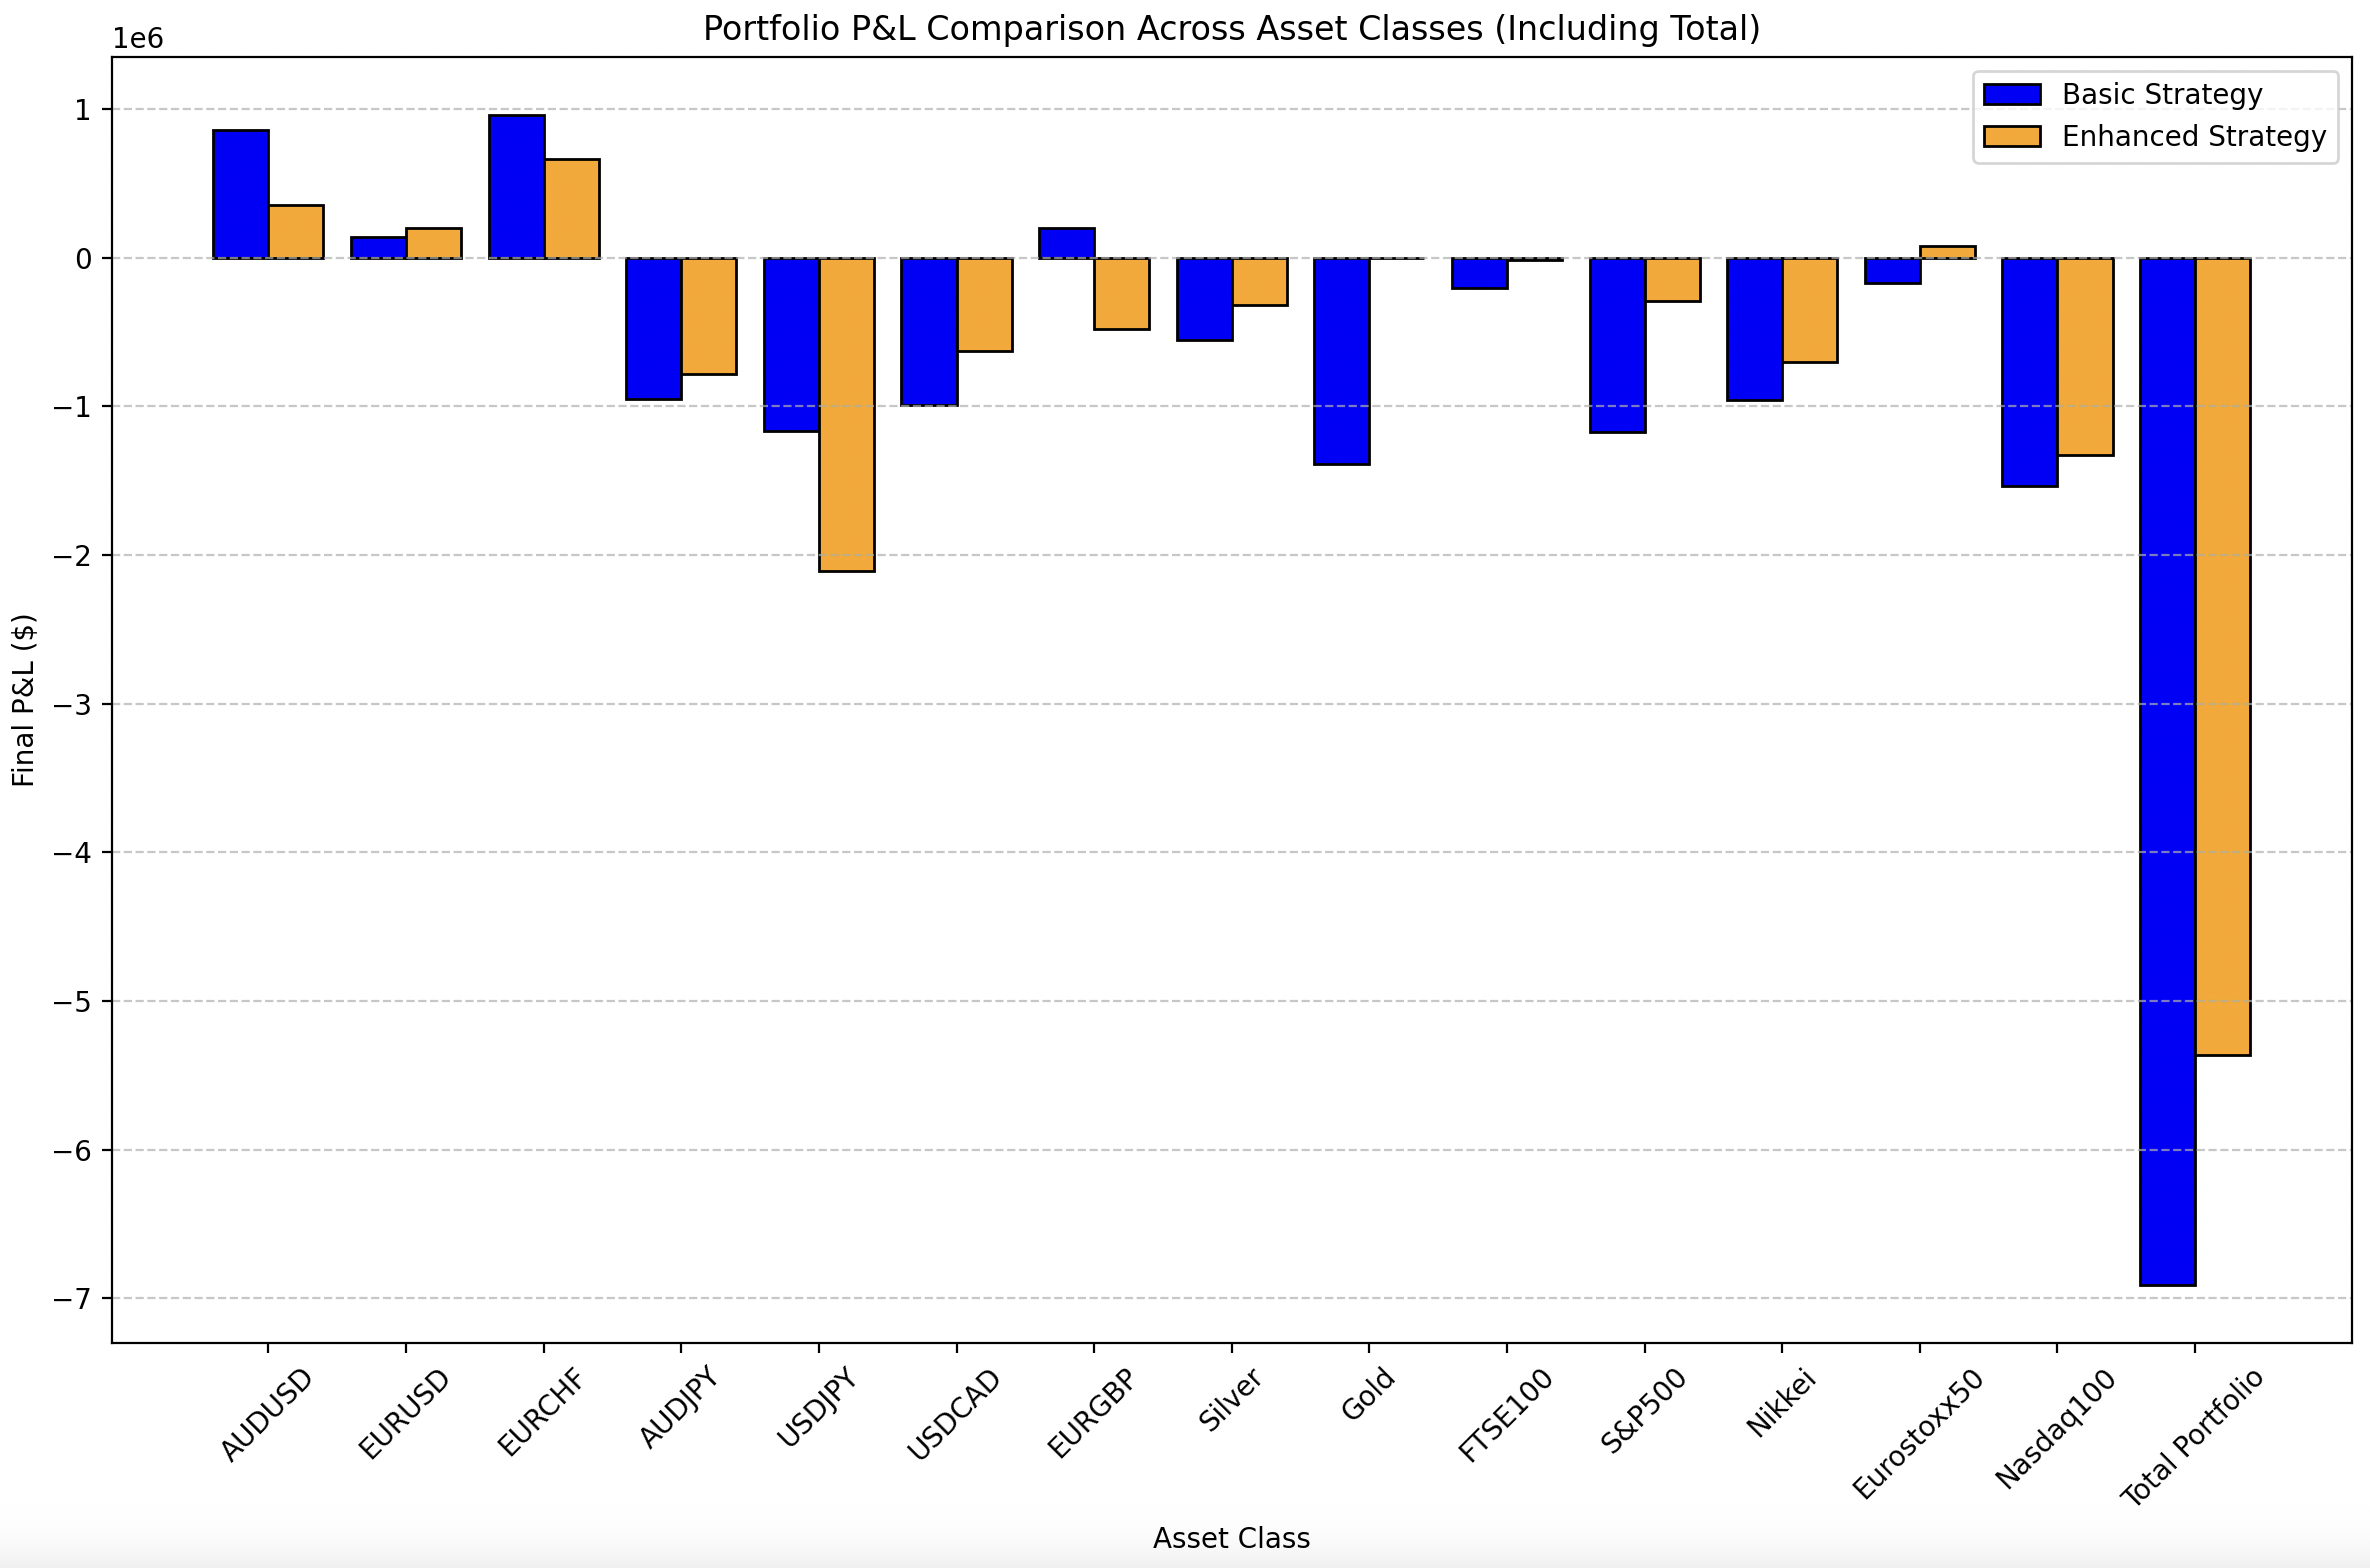 Portfolio P&L Comparison Across Asset Classes (Including Total)
1e6
Basic Strategy
Enhanced Strategy
1
0
−1
−2
−3
−4
−5
−6
−7
Final P&L ($)
AUDUSD
EURUSD
EURCHF
AUDJPY
USDJPY
USDCAD
EURGBP
Silver
Gold
FTSE100
S&P500
Nikkei
Eurostoxx50
Nasdaq100
Total Portfolio
Asset Class